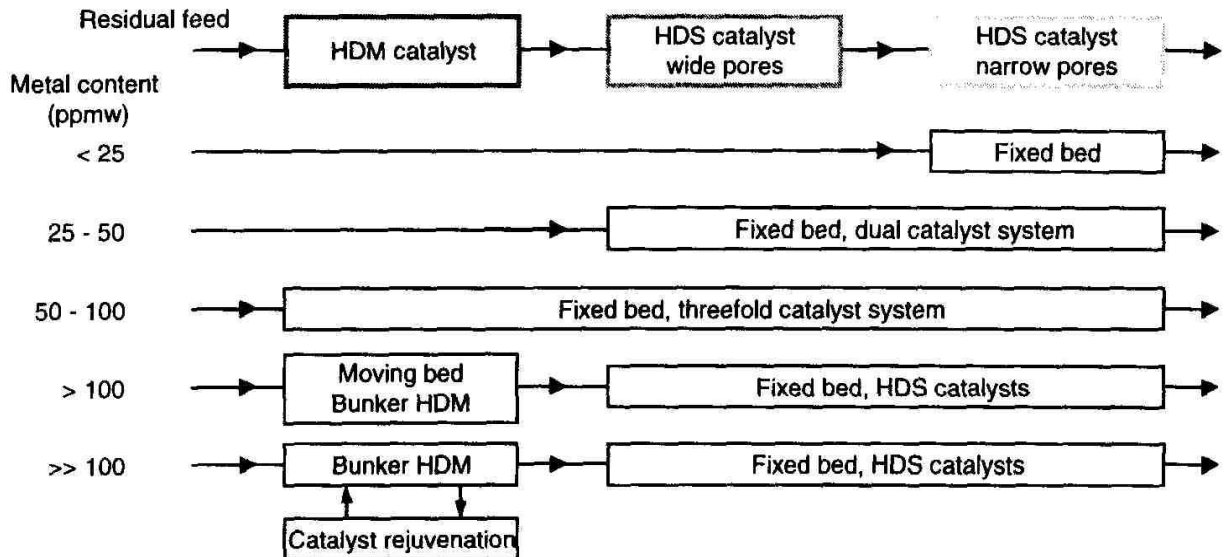 Residual feed
HDM catalyst
HDS catalyst
wide pores
HDS catalyst
narrow pores
Metal content
(ppmw)
< 25
Fixed bed
25 - 50
Fixed bed, dual catalyst system
50 - 100
Fixed bed, threefold catalyst system
> 100
Moving bed
Bunker HDM
Fixed bed, HDS catalysts
>> 100
Bunker HDM
Fixed bed, HDS catalysts
Catalyst rejuvenation